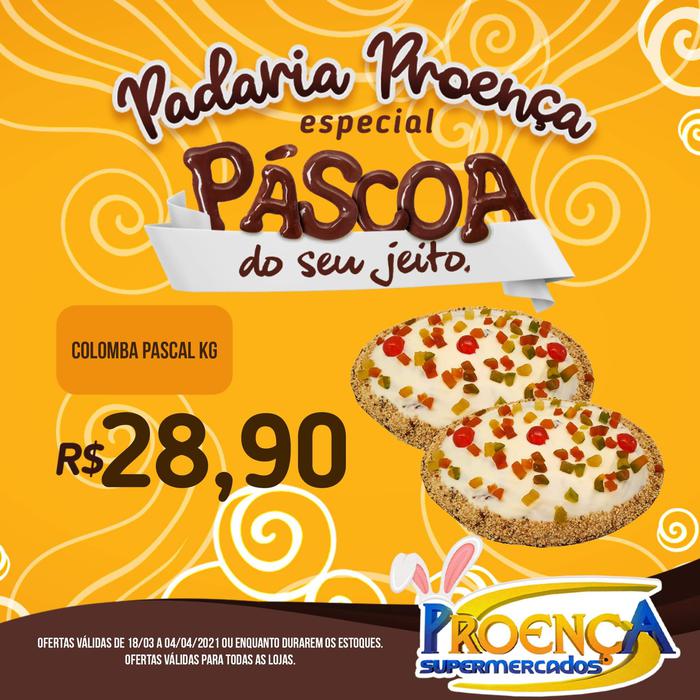 Padaria Proença
especial
PÁSCOA
do seu jeito.
COLOMBA PASCAL KG
R$28,90
OFERTAS VÁLIDAS DE 18/03 A 04/04/2021 OU ENQUANTO DURAREM OS ESTOQUES.
OFERTAS VÁLIDAS PARA TODAS AS LOJAS.
PROENÇA
SUPERMERCADOS